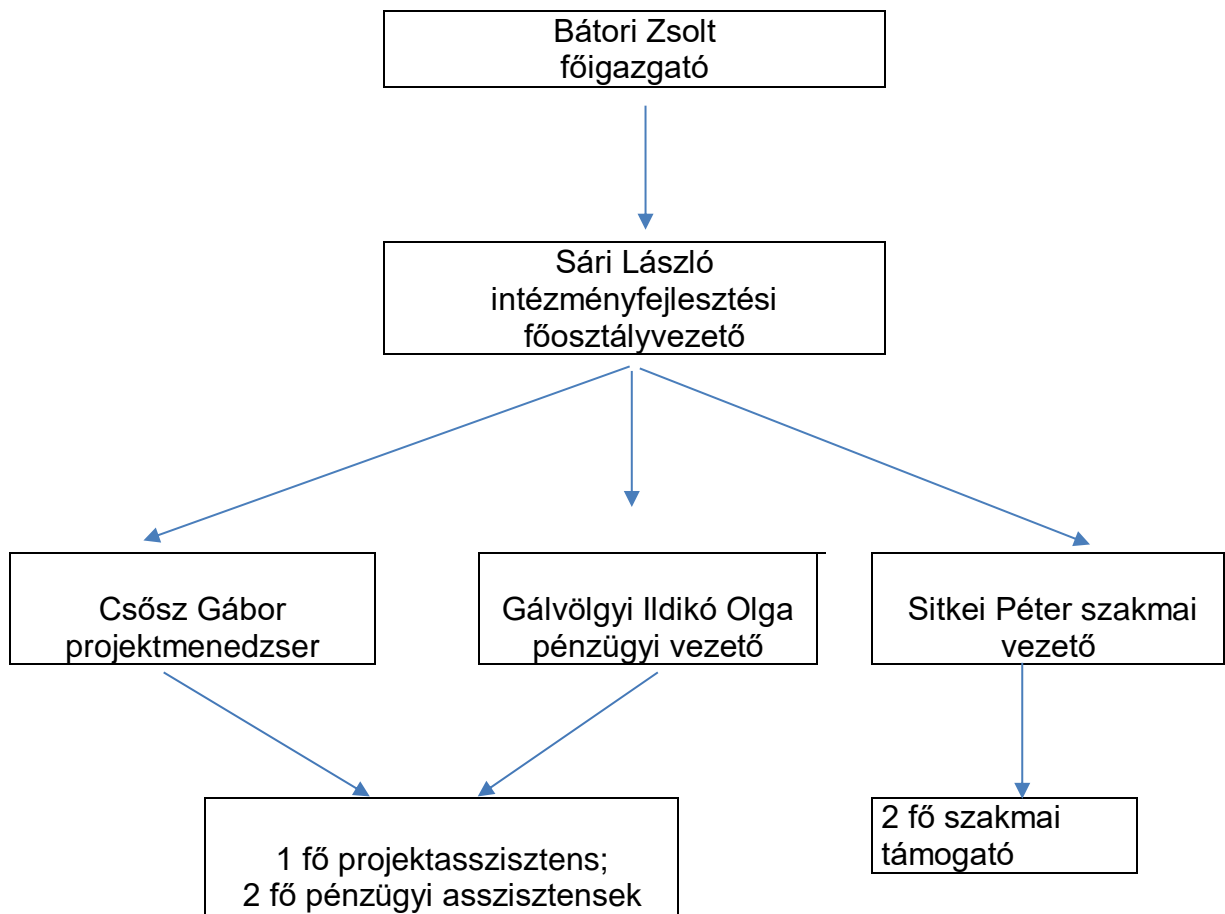 Bátori Zsolt
főigazgató
Sári László
intézményfejlesztési
főosztályvezető
Csősz Gábor
projektmenedzser
Gálvölgyi Ildikó Olga
pénzügyi vezető
Sitkei Péter szakmai
vezető
1 fő projektasszisztens;
2 fő pénzügyi asszisztensek
2 fő szakmai
támogató